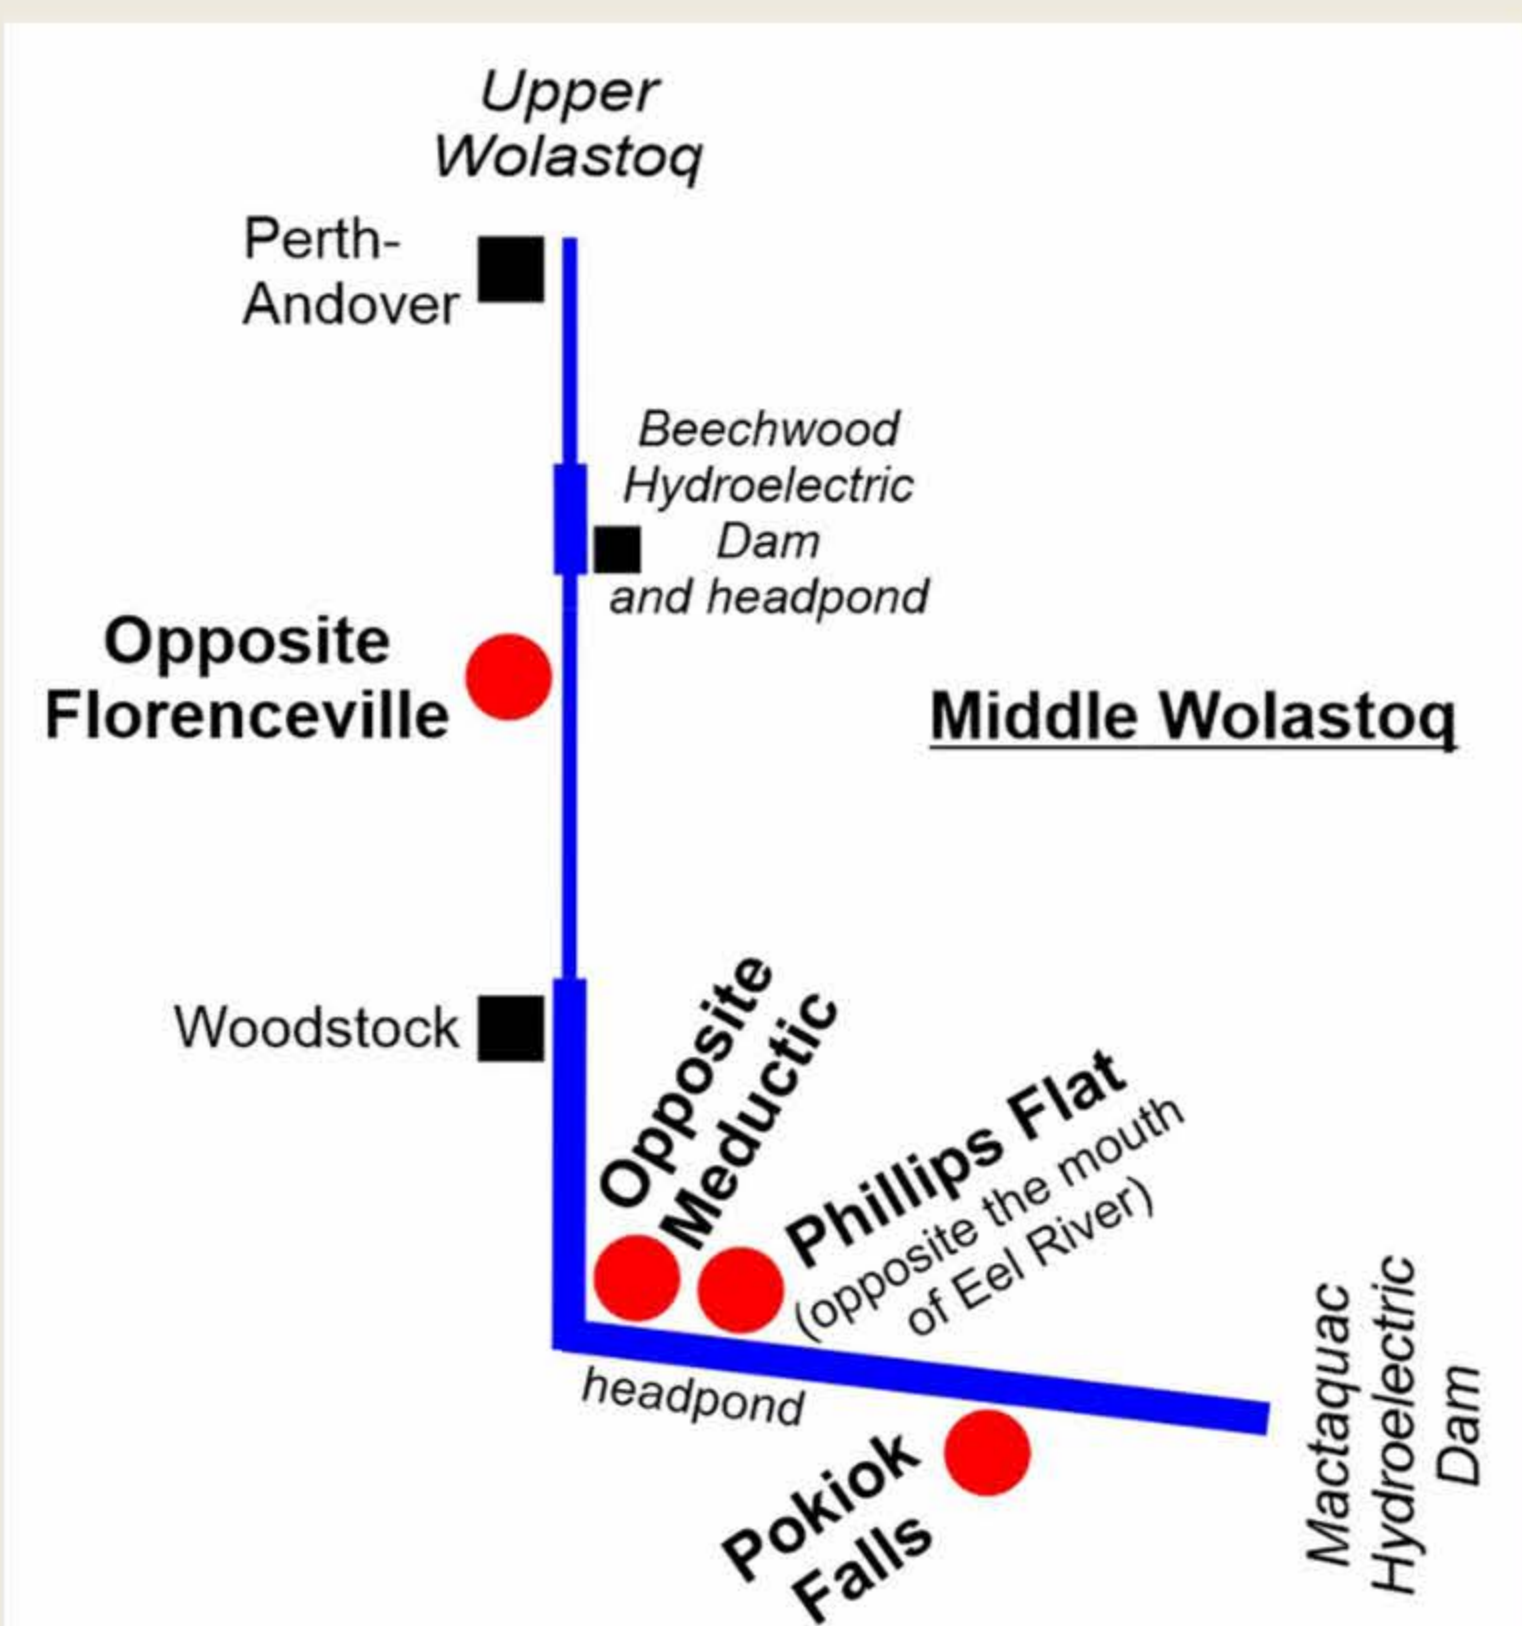 Upper
Wolastoq
Perth-
Andover
Beechwood
Hydroelectric
Dam
and headpond
Opposite
Florenceville
Middle Wolastoq
Woodstock
Opposite
Meductic
Phillips Flat
(opposite the mouth
of Eel River)
headpond
Pokiok
Falls
Mactaquac
Hydroelectric
Dam